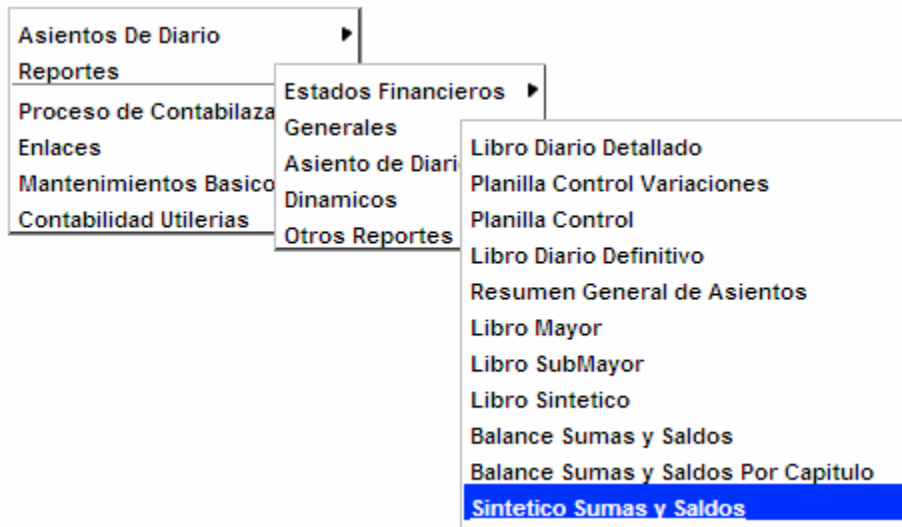 Asientos De Diario
Reportes
Proceso de Contabilaza
Enlaces
Mantenimientos Basico
Contabilidad Utilerias
Estados Financieros
Generales
Asiento de Diari
Dinamicos
Otros Reportes
Libro Diario Detallado
Planilla Control Variaciones
Planilla Control
Libro Diario Definitivo
Resumen General de Asientos
Libro Mayor
Libro SubMayor
Libro Sintetico
Balance Sumas y Saldos
Balance Sumas y Saldos Por Capitulo
Sintetico Sumas y Saldos